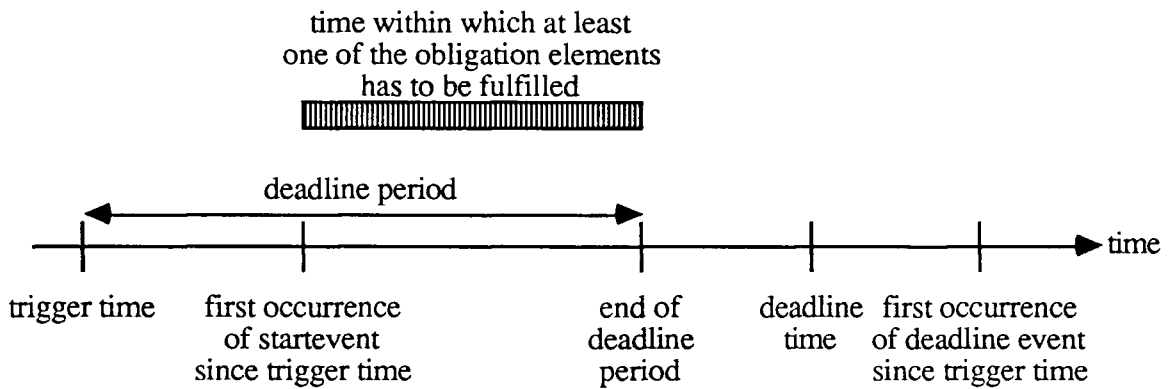 time within which at least
one of the obligation elements
has to be fulfilled
deadline period
time
trigger time
first occurrence
of startevent
since trigger time
end of
deadline
period
deadline
time
first occurrence
of deadline event
since trigger time